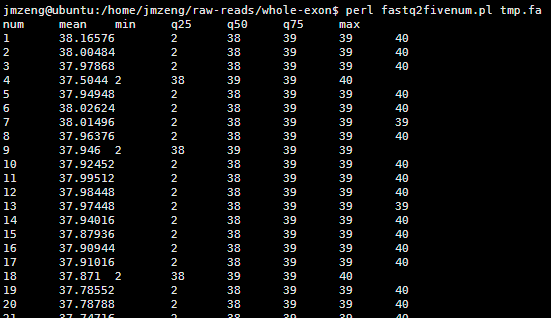 jmzeng@ubuntu:/home/jmzeng/raw-reads/whole-exon$ perl fastq2fivenum.pl tmp.fa
num mean min q25 q50 q75 max
1 38.16576 2 38 39 39 40
2 38.00484 2 38 39 39 40
3 37.97868 2 38 39 39 40
4 37.5044 2 38 39 39 40
5 37.94948 2 38 39 39 40
6 38.02624 2 38 39 39 40
7 38.01496 2 38 39 39 39
8 37.96376 2 38 39 39 40
9 37.946 2 38 39 39 39
10 37.92452 2 38 39 39 40
11 37.99512 2 38 39 39 40
12 37.98448 2 38 39 39 40
13 37.97448 2 38 39 39 39
14 37.94016 2 38 39 39 40
15 37.87936 2 38 39 39 40
16 37.90944 2 38 39 39 40
17 37.91016 2 38 39 39 40
18 37.871 2 38 39 39 40
19 37.78552 2 38 39 39 40
20 37.78788 2 38 39 39 40
21 37.74716 2 38 39 39 40